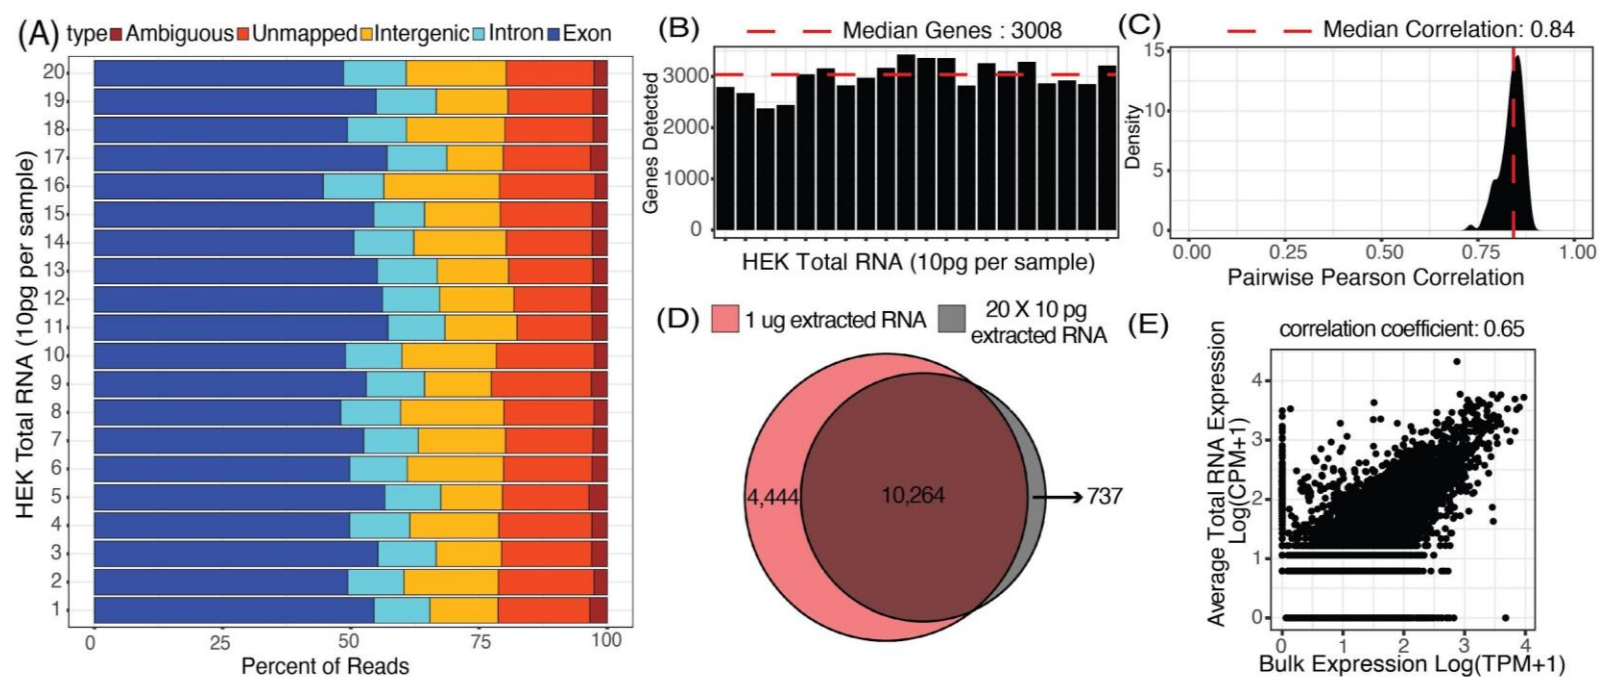 (A) type Ambiguous Unmapped Intergenic Intron Exon
HEK Total RNA (10pg per sample)
20
19
18
17
16
15
14
13
12
11
10
9
8
7
6
5
4
3
2
1
0 25 50 75 100
Percent of Reads
(B) Median Genes : 3008
Genes Detected
3000
2000
1000
0
HEK Total RNA (10pg per sample)
(C) Median Correlation: 0.84
Density
15
10
5
0
0.00 0.25 0.50 0.75 1.00
Pairwise Pearson Correlation
(D) 1 ug extracted RNA 20 X 10 pg
extracted RNA
4,444 10,264 737
(E) correlation coefficient: 0.65
Average Total RNA Expression
Log(CPM+1)
4
3
2
1
0
0 1 2 3 4
Bulk Expression Log(TPM+1)